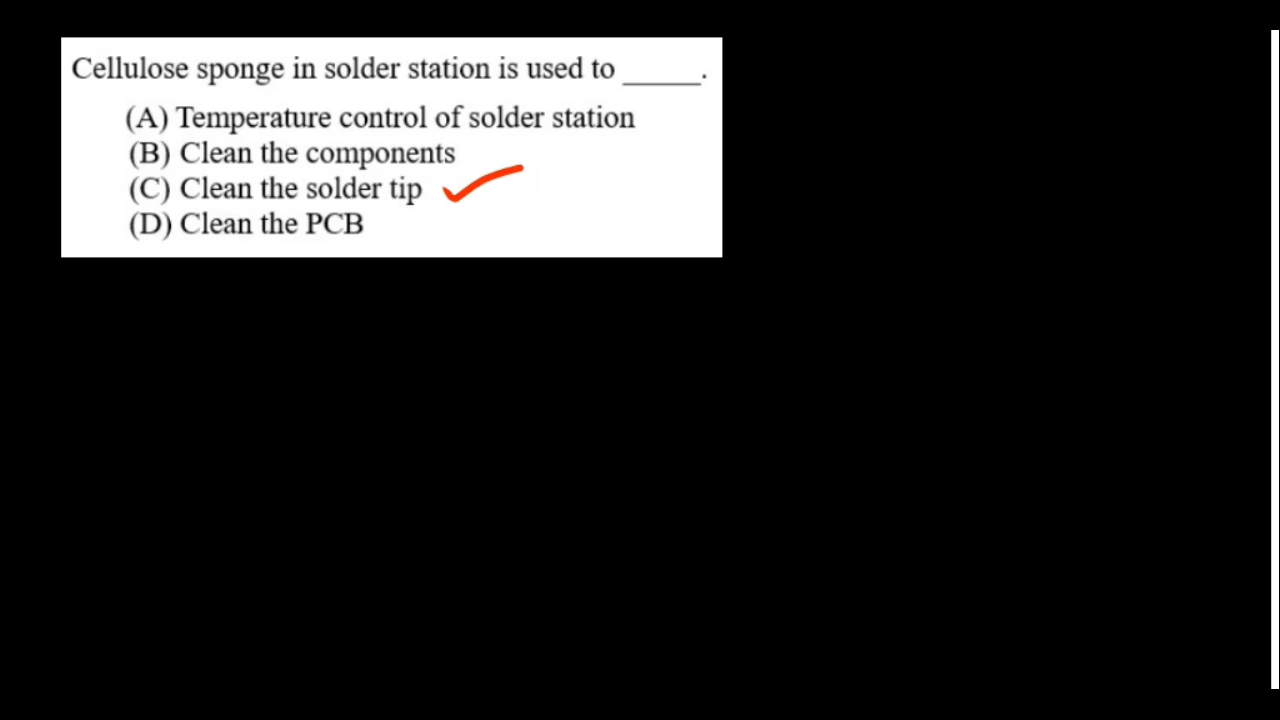 Cellulose sponge in solder station is used to _____.
(A) Temperature control of solder station
(B) Clean the components
(C) Clean the solder tip
(D) Clean the PCB